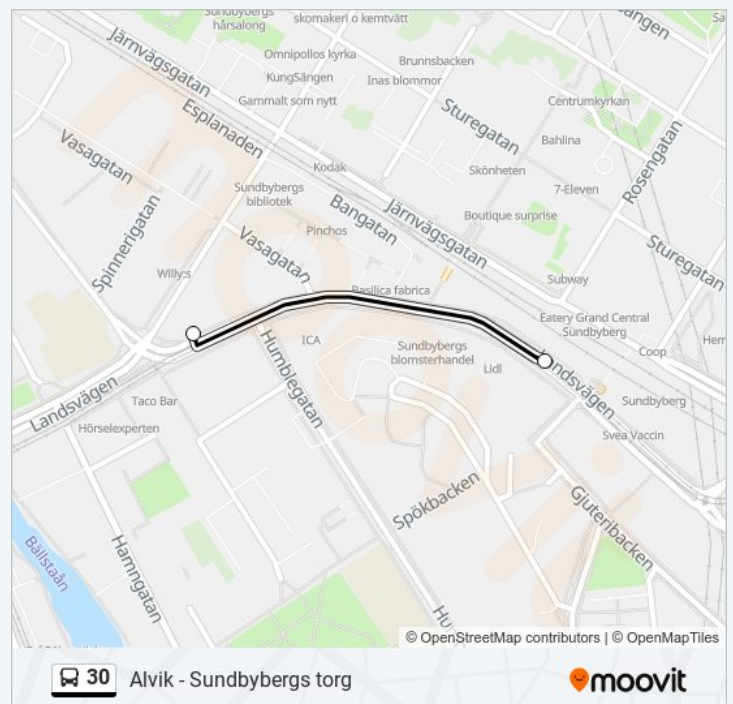 Sundbybergs
hårsalong
skomakeri o kemtvätt
Järnvägsgatan
Omnipollos kyrka
KungSängen
Gammalt som nytt
Brunnsbacken
Inas blommor
Esplanaden
Vasagatan
Sturegatan
Centrumkyrkan
Bahlina
Rosengatan
Kodak
Skönheten
7-Eleven
Sundbybergs
bibliotek
Bangatan
Järnvägsgatan
Boutique surprise
Spinnerigatan
Pinchos
Vasagatan
Sturegatan
Willy:s
Basilica fabrica
Subway
Eatery Grand Central
Sundbyberg
ICA
Humblegatan
Sundbybergs
blomsterhandel
Lidl
Landsvägen
Coop
Landsvägen
Taco Bar
Hörselexperten
Sundbyberg
Svea Vaccin
Spökbacken
Gjuteribacken
Hamngatan
Bällstaån
© OpenStreetMap contributors | © OpenMapTiles
30 Alvik - Sundbybergs torg
moovit